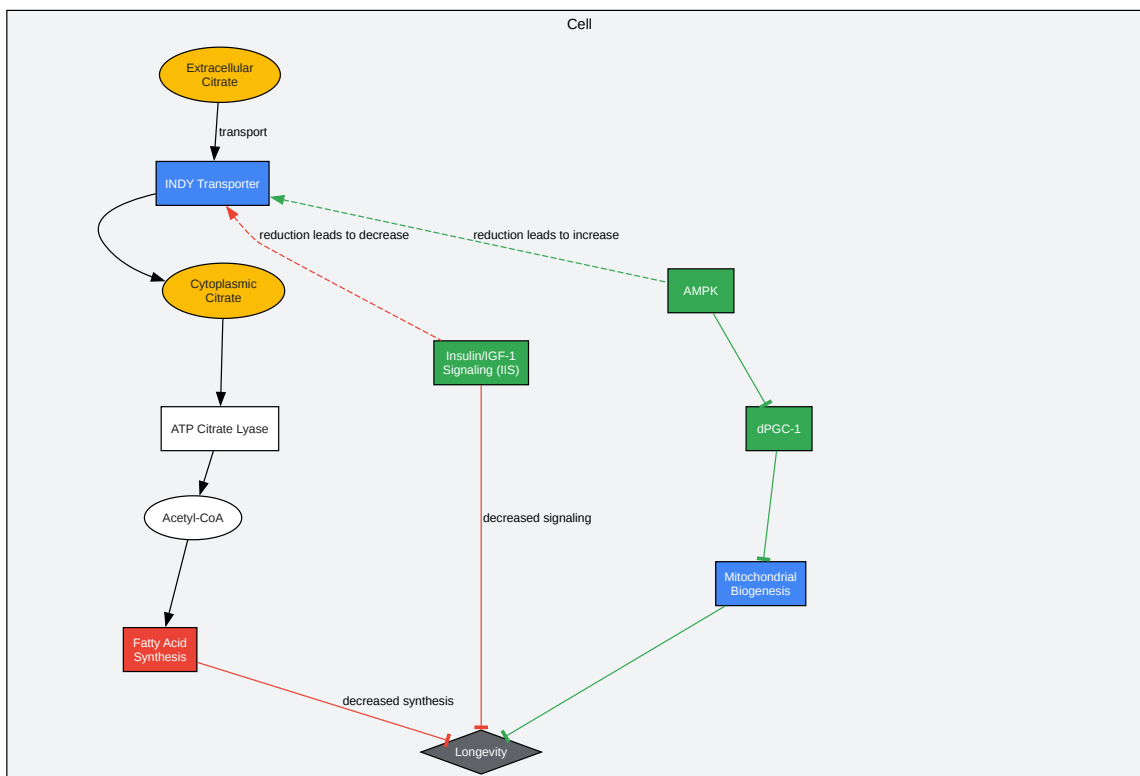 Cell
Extracellular
Citrate
transport
INDY Transporter
reduction leads to decrease
reduction leads to increase
Cytoplasmic
Citrate
AMPK
Insulin/IGF-1
Signaling (IIS)
ATP Citrate Lyase
dPGC-1
Acetyl-CoA
decreased signaling
Mitochondrial
Biogenesis
Fatty Acid
Synthesis
decreased synthesis
Longevity